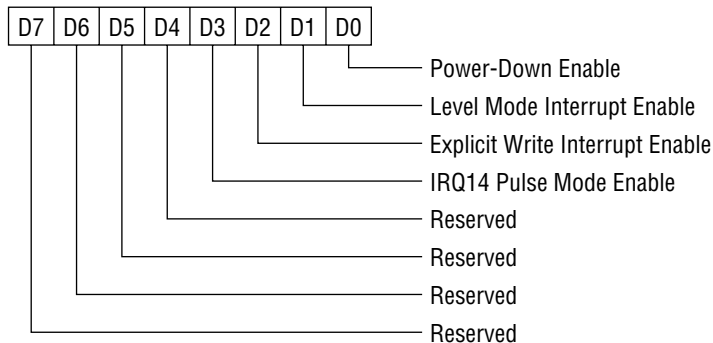 D7 D6 D5 D4 D3 D2 D1 D0
Power-Down Enable
Level Mode Interrupt Enable
Explicit Write Interrupt Enable
IRQ14 Pulse Mode Enable
Reserved
Reserved
Reserved
Reserved